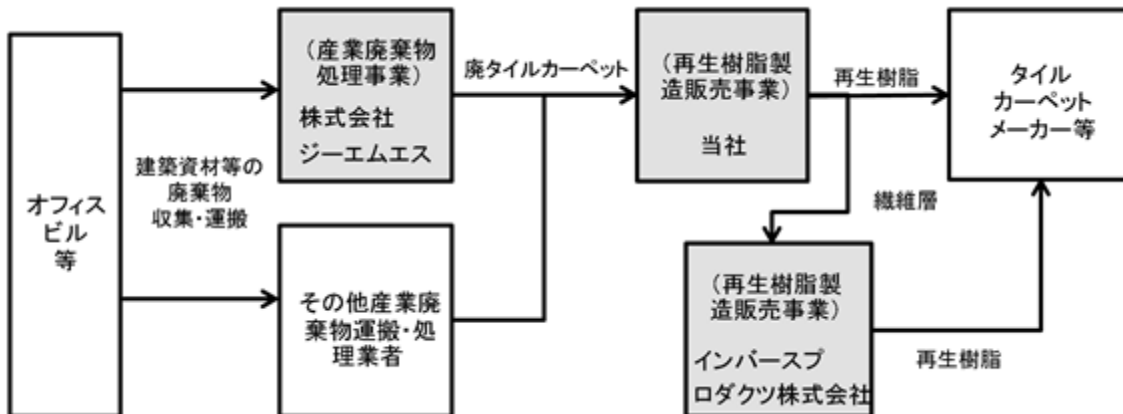 オフィス
ビル
等
建築資材等の
廃棄物
収集・運搬
（産業廃棄物
処理事業）
株式会社
ジーエムエス
その他産業廃
棄物運搬・処
理業者
廃タイルカーペット
（再生樹脂製
造販売事業）
当社
再生樹脂
繊維層
（再生樹脂製
造販売事業）
インバースプ
ロダクツ株式会社
再生樹脂
タイル
カーペット
メーカー等